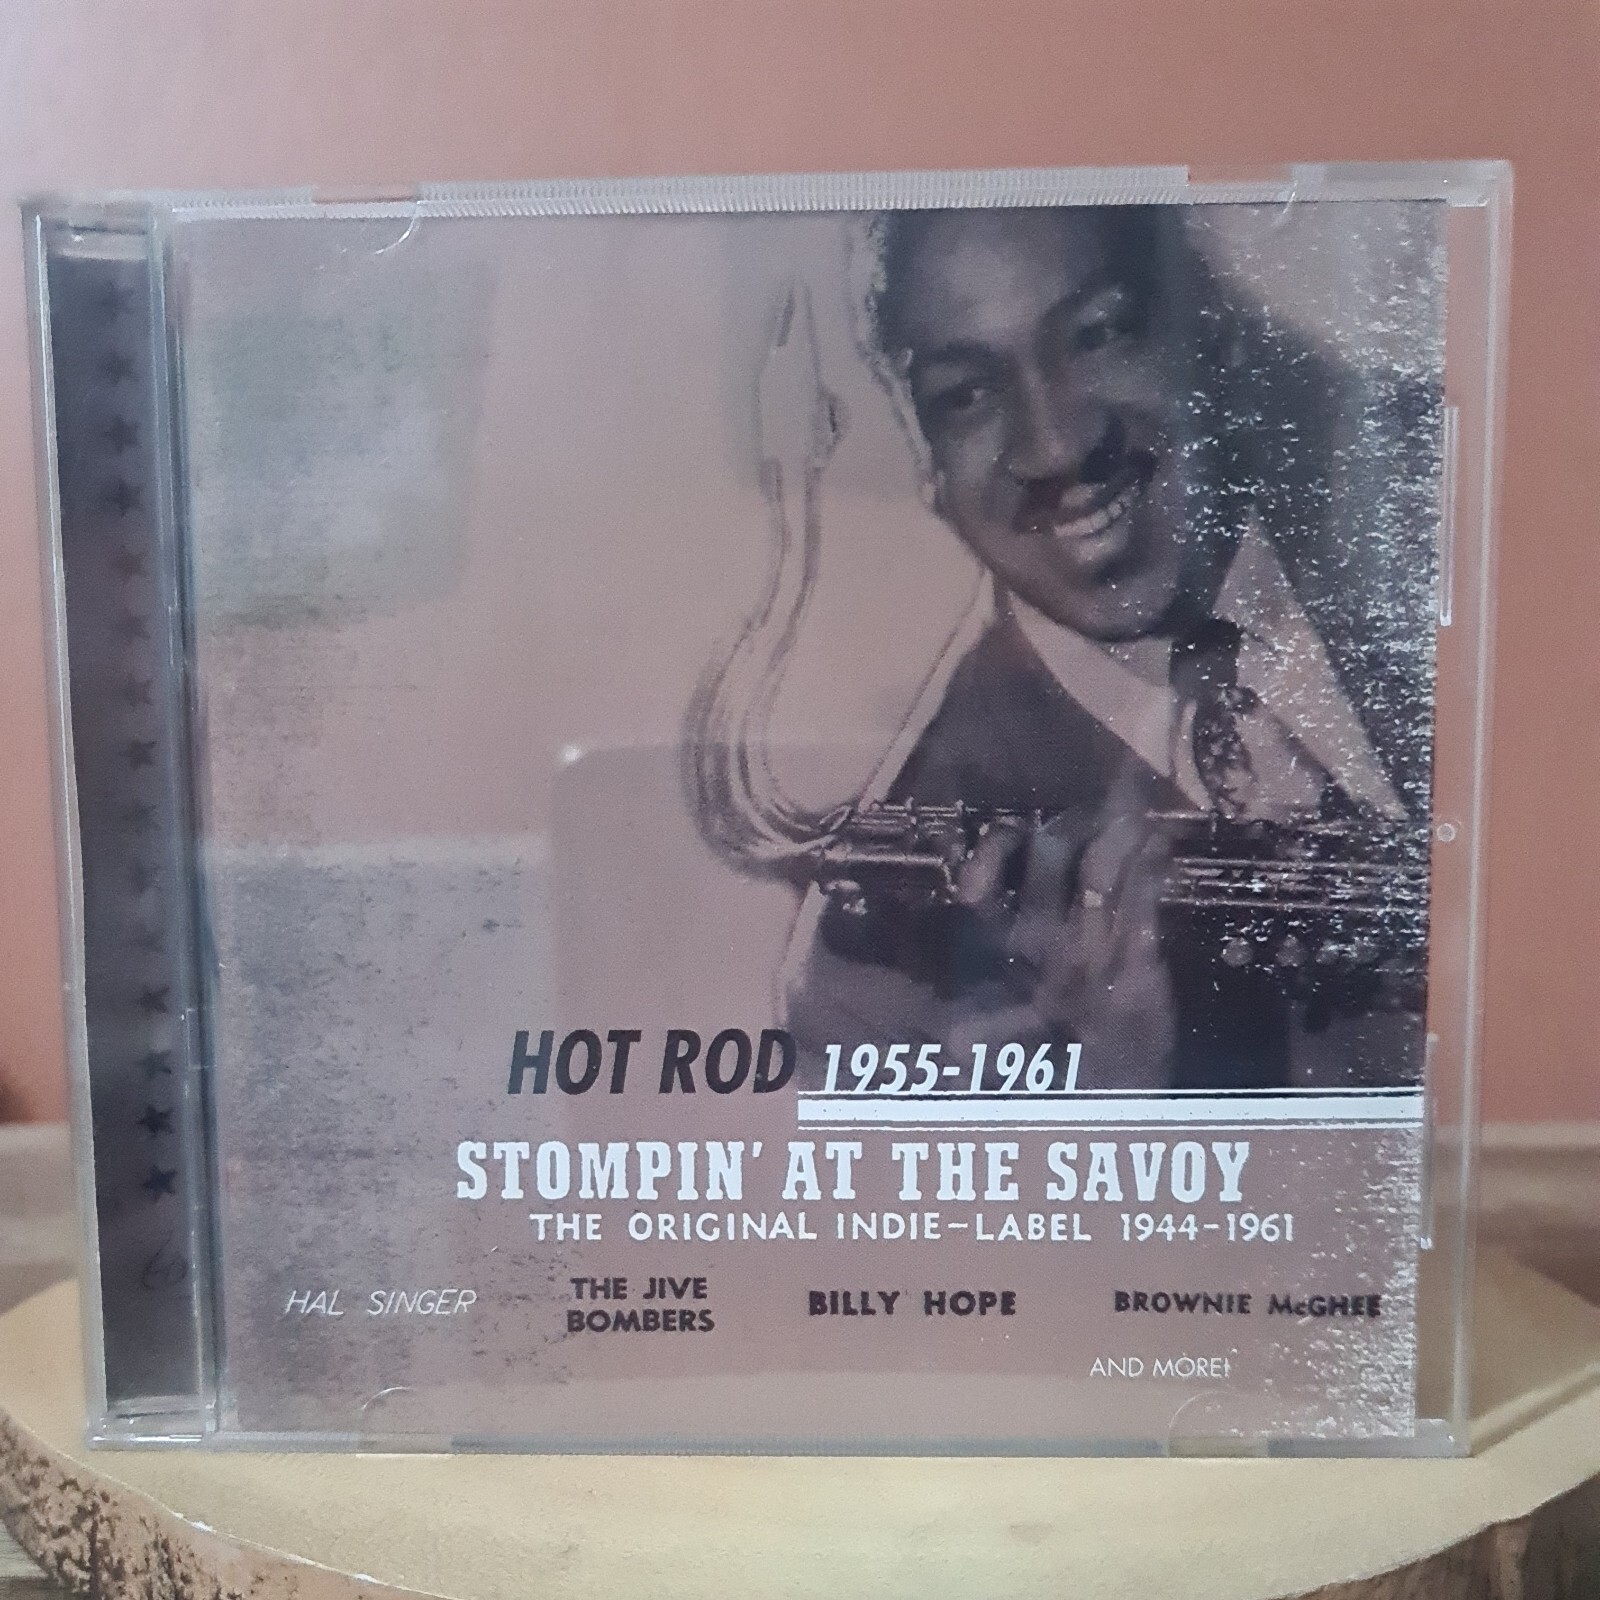 HOT ROD 1955-1961
STOMPIN' AT THE SAVOY
THE ORIGINAL INDIE-LABEL 1944-1961
HAL SINGER
THE JIVE
BOMBERS
BILLY HOPE
BROWNIE McGHEE
AND MORE!